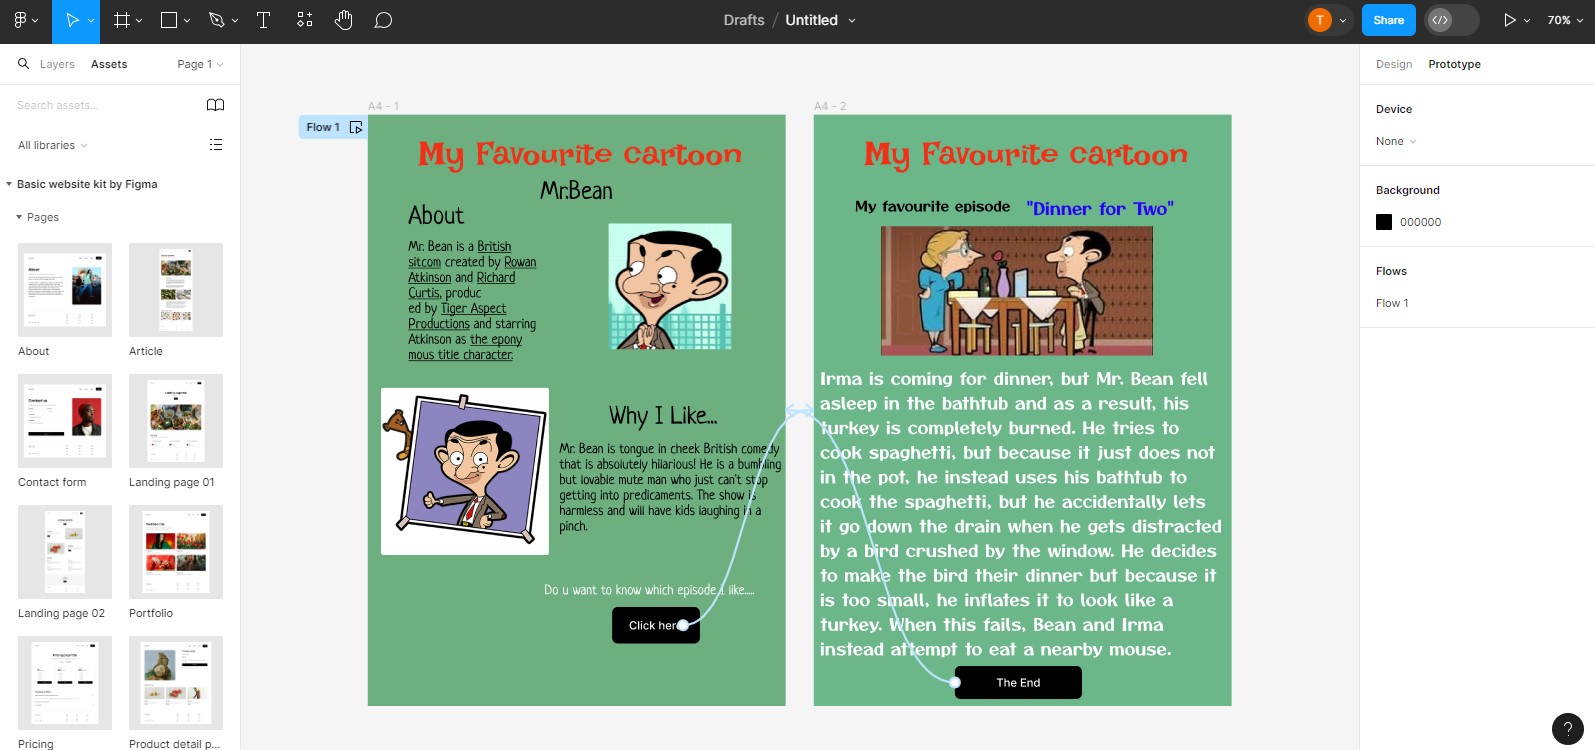 Drafts / Untitled
T
Share
70%
Layers
Assets
Page 1
Search assets...
All libraries
Basic website kit by Figma
Pages
About
Article
Contact form
Landing page 01
Landing page 02
Portfolio
Pricing
Product detail p...
A4 - 1
Flow 1
My Favourite cartoon
Mr.Bean
About
Mr. Bean is a British
sitcom created by Rowan
Atkinson and Richard
Curtis, produc
ed by Tiger Aspect
Productions and starring
Atkinson as the epony
mous title character.
Why I Like...
Mr. Bean is tongue in cheek British comedy
that is absolutely hilarious! He is a bumbling
but lovable mute man who just can't stop
getting into predicaments. The show is
harmless and will have kids laughing in a
pinch.
Do u want to know which episode I like.....
Click here
A4 - 2
My Favourite cartoon
My favourite episode "Dinner for Two"
Irma is coming for dinner, but Mr. Bean fell
asleep in the bathtub and as a result, his
turkey is completely burned. He tries to
cook spaghetti, but because it just does not
in the pot, he instead uses his bathtub to
cook the spaghetti, but he accidentally lets
it go down the drain when he gets distracted
by a bird crushed by the window. He decides
to make the bird their dinner but because it
is too small, he inflates it to look like a
turkey. When this fails, Bean and Irma
instead attempt to eat a nearby mouse.
The End
Design
Prototype
Device
None
Background
000000
Flows
Flow 1
?